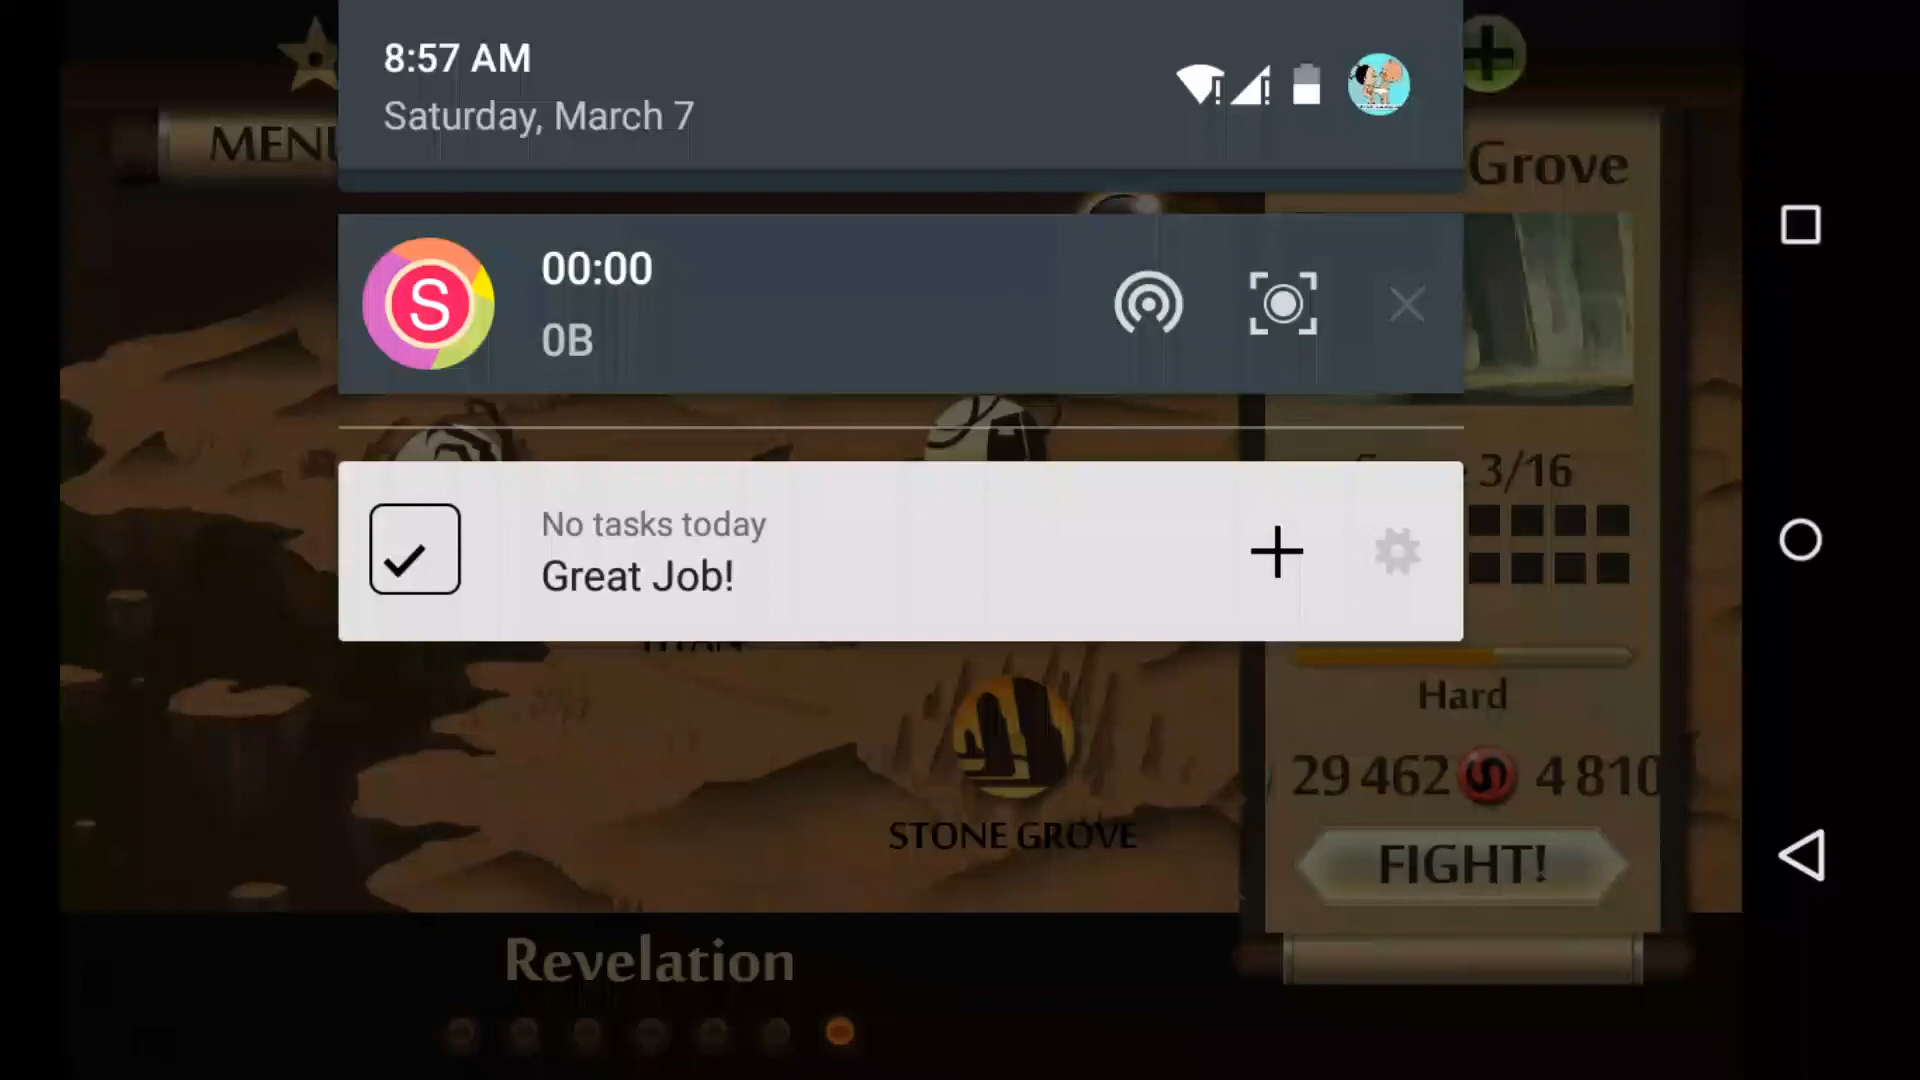 8:57 AM
Saturday, March 7
MENU
Grove
S
00:00
0B
3/16
No tasks today
Great Job!
TITAN
Hard
29 462 4 810
STONE GROVE
FIGHT!
Revelation